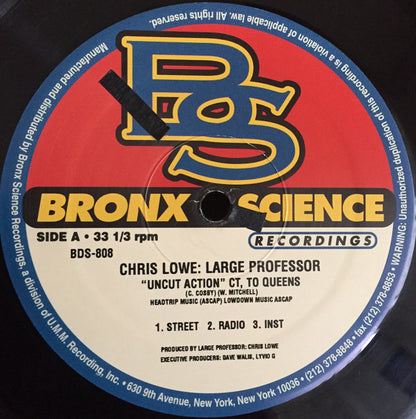 Manufactured and distributed by Bronx Science Recordings, a division of U.M.M. Recording, Inc. • 630 9th Avenue, New York, New York 10036 • (212) 378-8848 • fax (212) 378-8853 • WARNING: Unauthorized duplication of this recording is a violation of applicable law. All rights reserved.
BS
BRONX SCIENCE
RECORDINGS
SIDE A • 33 1/3 rpm
BDS-808
CHRIS LOWE: LARGE PROFESSOR
"UNCUT ACTION" CT, TO QUEENS
(C. COSBY) (W. MITCHELL)
HEADTRIP MUSIC (ASCAP) LOWDOWN MUSIC ASCAP
1. STREET 2. RADIO 3. INST
PRODUCED BY LARGE PROFESSOR: CHRIS LOWE
EXECUTIVE PRODUCERS: DAVE WALIS, LYVIO G